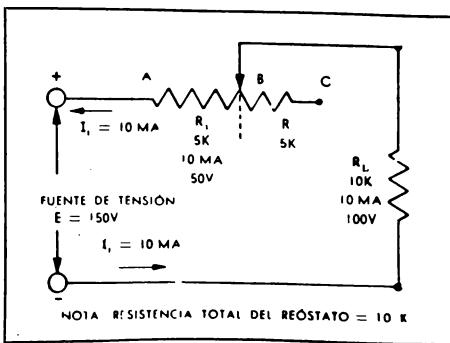 +
A
B
C
I₁ = 10 MA
R₁
5K
10 MA
50V
R
5K
R_L
10K
10 MA
100V
FUENTE DE TENSIÓN
E = 150V
I₁ = 10 MA
-
NOTA RESISTENCIA TOTAL DEL REÓSTATO = 10 K